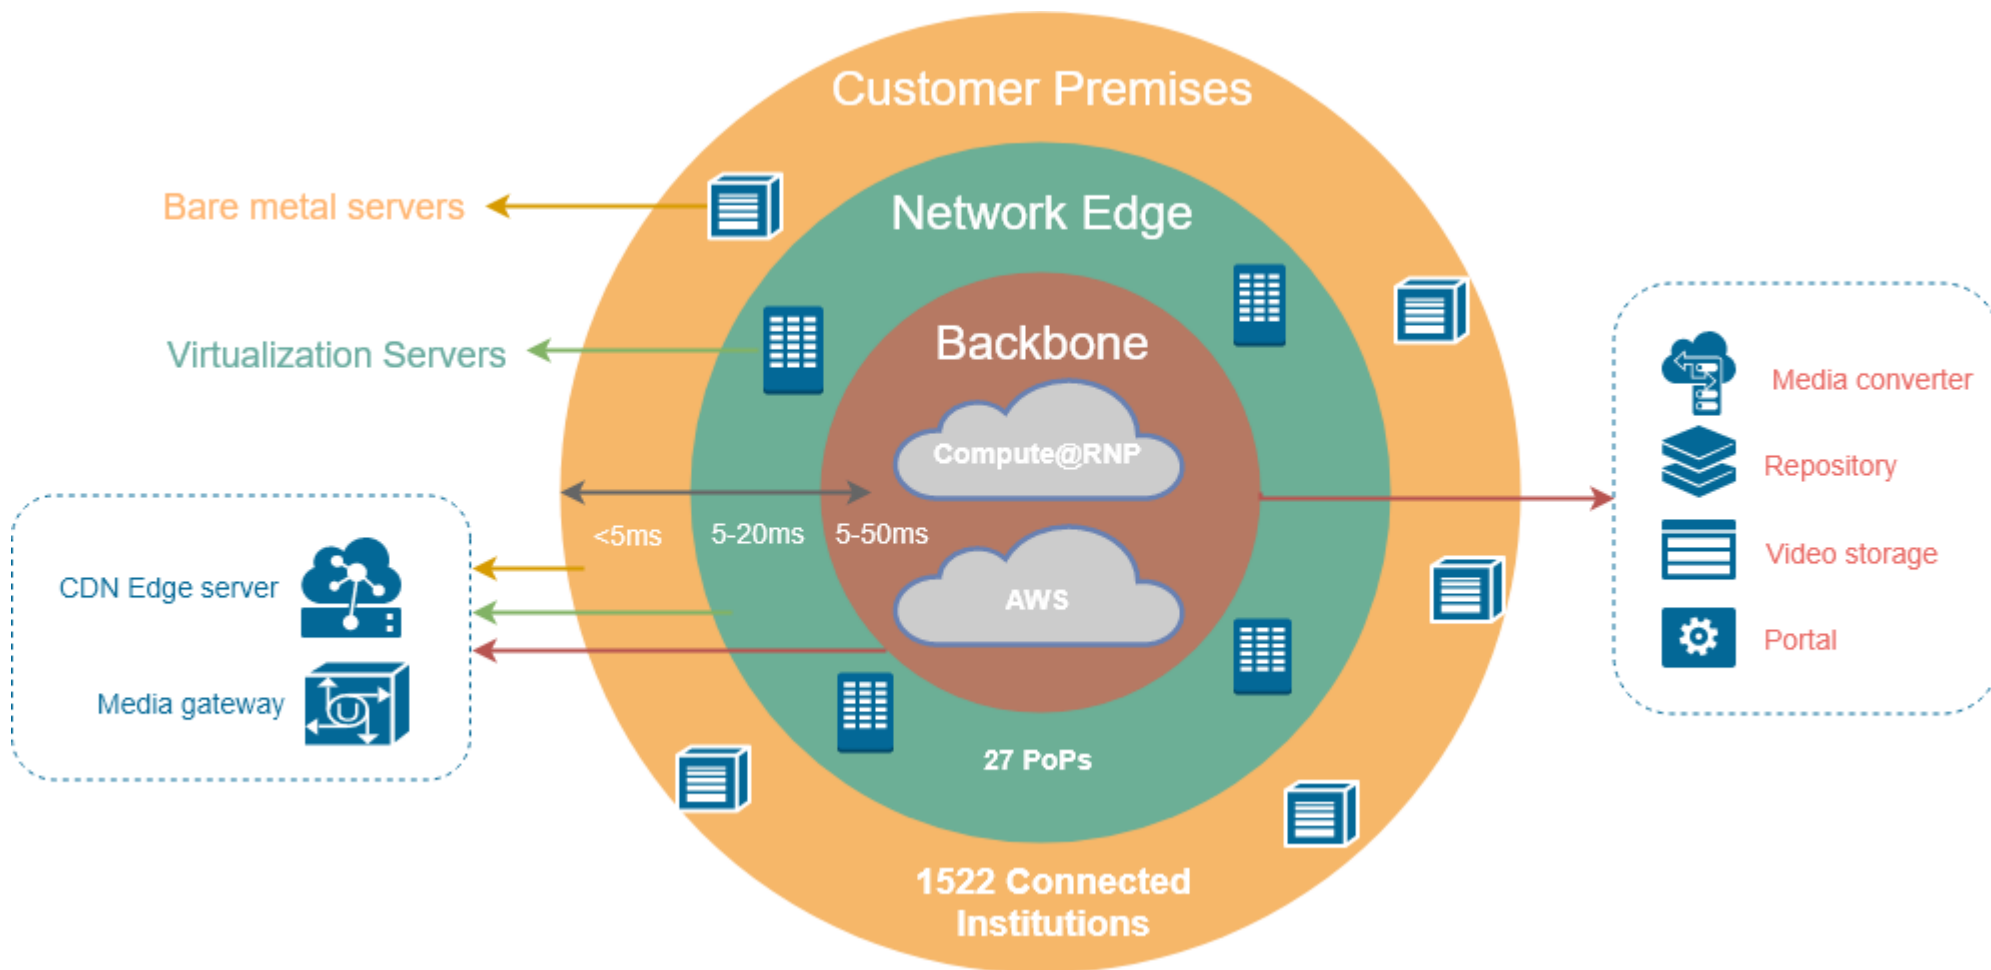 Customer Premises
Network Edge
Backbone
Compute@RNP
AWS
Bare metal servers
Virtualization Servers
<5ms
5-20ms
5-50ms
CDN Edge server
Media gateway
27 PoPs
1522 Connected
Institutions
Media converter
Repository
Video storage
Portal